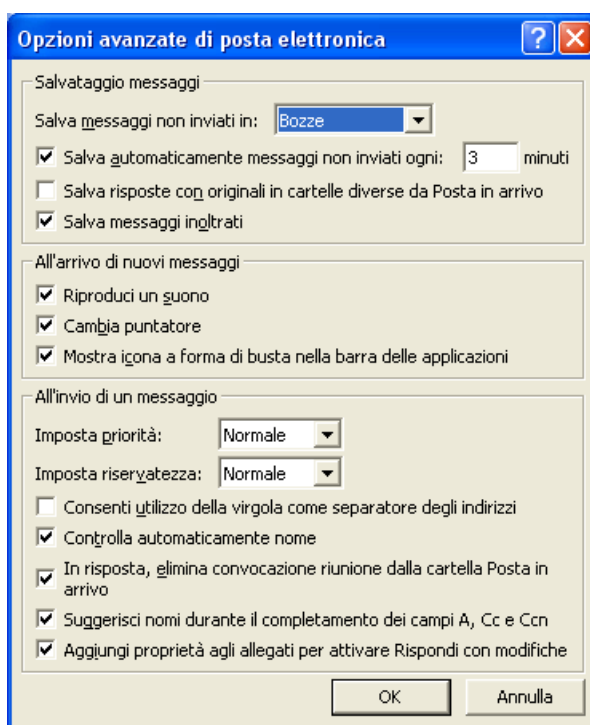 Opzioni avanzate di posta elettronica
Salvataggio messaggi
Salva messaggi non inviati in: Bozze
Salva automaticamente messaggi non inviati ogni: 3 minuti
Salva risposte con originali in cartelle diverse da Posta in arrivo
Salva messaggi inoltrati
All'arrivo di nuovi messaggi
Riproduci un suono
Cambia puntatore
Mostra icona a forma di busta nella barra delle applicazioni
All'invio di un messaggio
Imposta priorità: Normale
Imposta riservatezza: Normale
Consenti utilizzo della virgola come separatore degli indirizzi
Controlla automaticamente nome
In risposta, elimina convocazione riunione dalla cartella Posta in
arrivo
Suggerisci nomi durante il completamento dei campi A, Cc e Ccn
Aggiungi proprietà agli allegati per attivare Rispondi con modifiche
OK Annulla